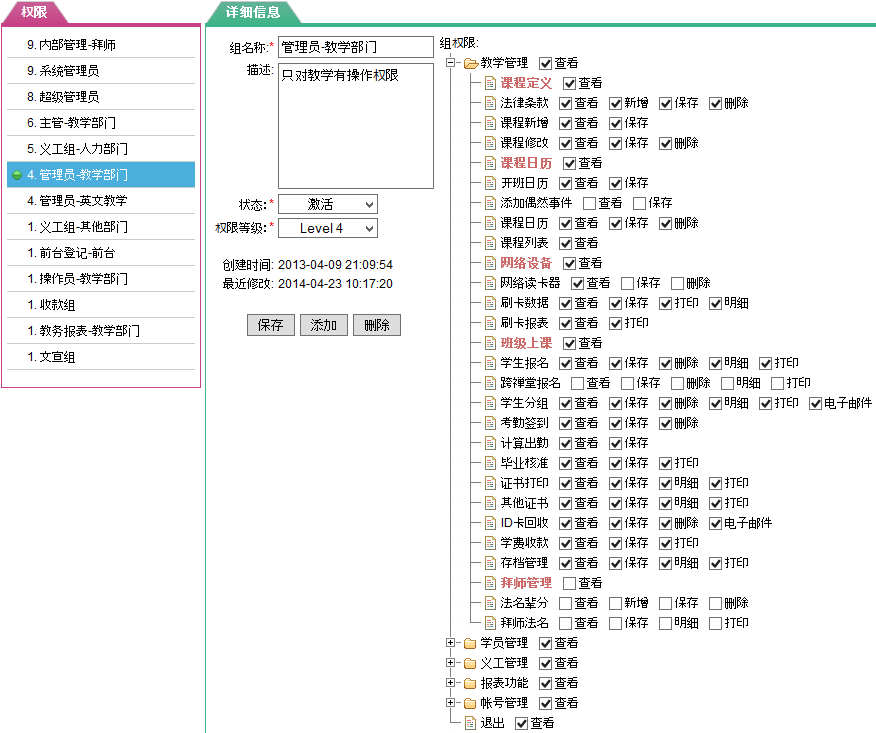 权限
9. 内部管理-拜师
9. 系统管理员
8. 超级管理员
6. 主管-教学部门
5. 义工组-人力部门
4. 管理员-教学部门
4. 管理员-英文教学
1. 义工组-其他部门
1. 前台登记-前台
1. 操作员-教学部门
1. 收款组
1. 教务报表-教学部门
1. 文宣组
详细信息
组名称:* 管理员-教学部门
描述: 只对教学有操作权限
状态:* 激活
权限等级:* Level 4
创建时间: 2013-04-09 21:09:54
最近修改: 2014-04-23 10:17:20
保存 添加 删除
组权限:
教学管理 查看
课程定义 查看
法律条款 查看 新增 保存 删除
课程新增 查看 保存
课程修改 查看 保存 删除
课程日历 查看
开班日历 查看 保存
添加偶然事件 查看 保存
课程日历 查看 保存 删除
课程列表 查看
网络设备 查看
网络读卡器 查看 保存 删除
刷卡数据 查看 保存 打印 明细
刷卡报表 查看 打印
班级上课 查看
学生报名 查看 保存 删除 明细 打印
跨禅堂报名 查看 保存 删除 明细 打印
学生分组 查看 保存 删除 明细 打印 电子邮件
考勤签到 查看 保存 删除
计算出勤 查看 保存
毕业核准 查看 保存 打印
证书打印 查看 保存 明细 打印
其他证书 查看 保存 明细 打印
ID卡回收 查看 保存 删除 电子邮件
学费收款 查看 保存 打印
存档管理 查看 保存 明细 打印
拜师管理 查看
法名辈分 查看 新增 保存 删除
拜师法名 查看 保存 明细 打印
学员管理 查看
义工管理 查看
报表功能 查看
帐号管理 查看
退出 查看